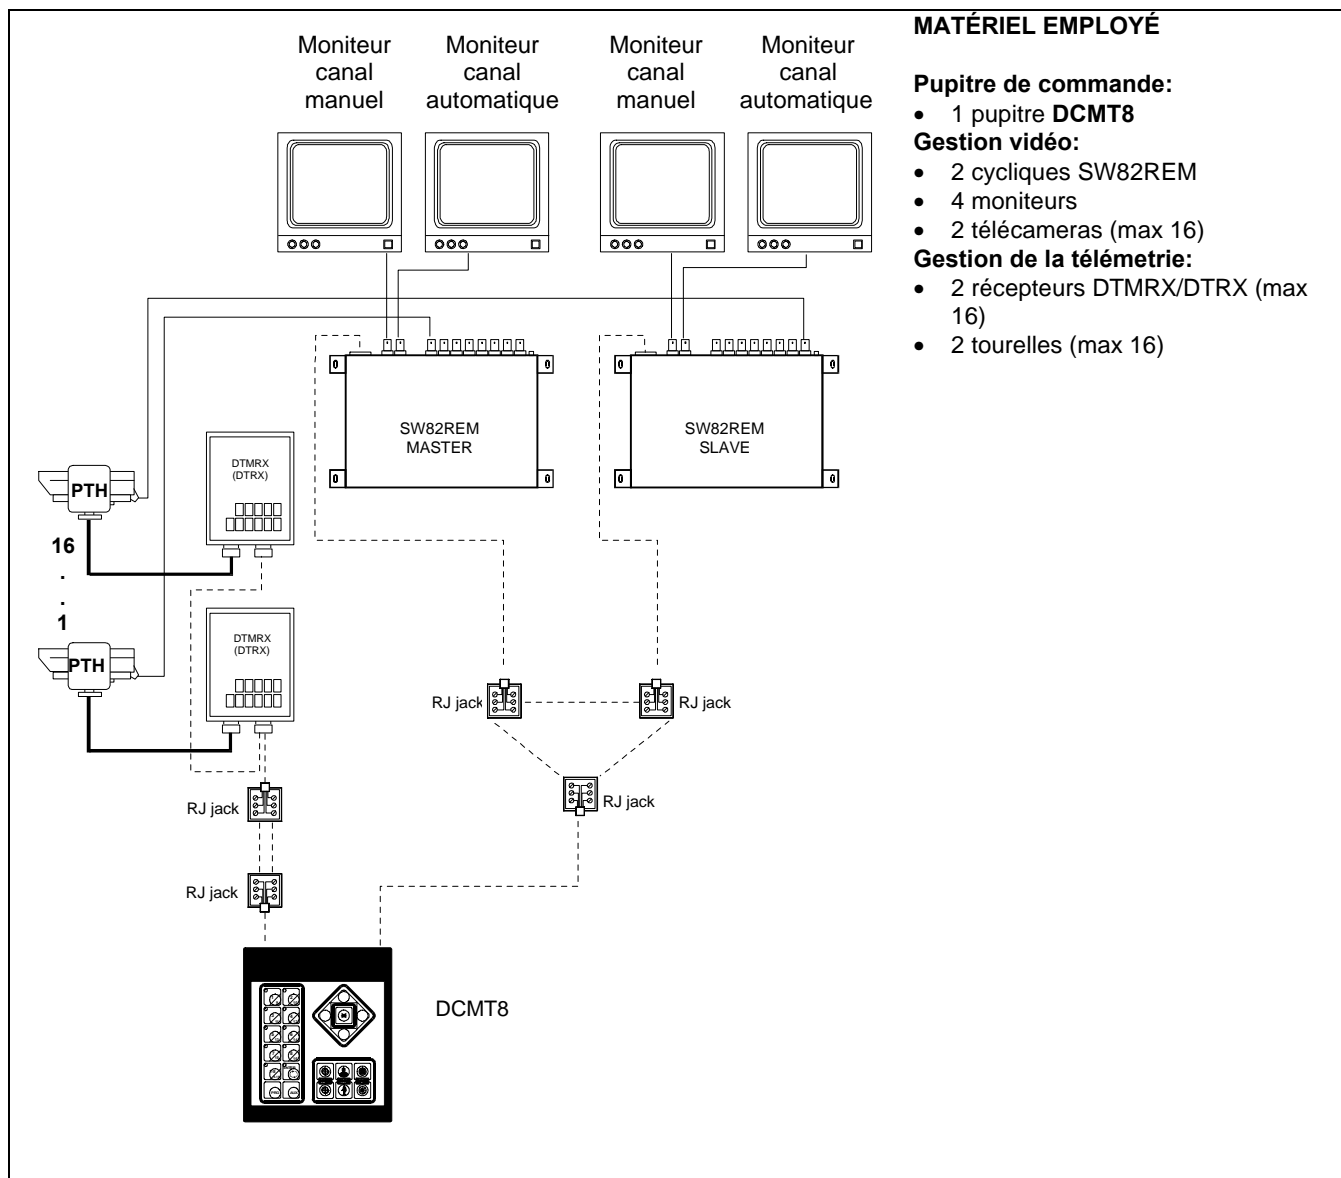 Moniteur
canal
manuel
Moniteur
canal
automatique
Moniteur
canal
manuel
Moniteur
canal
automatique
MATÉRIEL EMPLOYÉ
Pupitre de commande:
• 1 pupitre DCMT8
Gestion vidéo:
• 2 cycliques SW82REM
• 4 moniteurs
• 2 télécameras (max 16)
Gestion de la télémetrie:
• 2 récepteurs DTMRX/DTRX (max
16)
• 2 tourelles (max 16)
SW82REM
MASTER
SW82REM
SLAVE
DTMRX
(DTRX)
PTH
16
.
.
1
DTMRX
(DTRX)
PTH
RJ jack
RJ jack
RJ jack
RJ jack
RJ jack
DCMT8